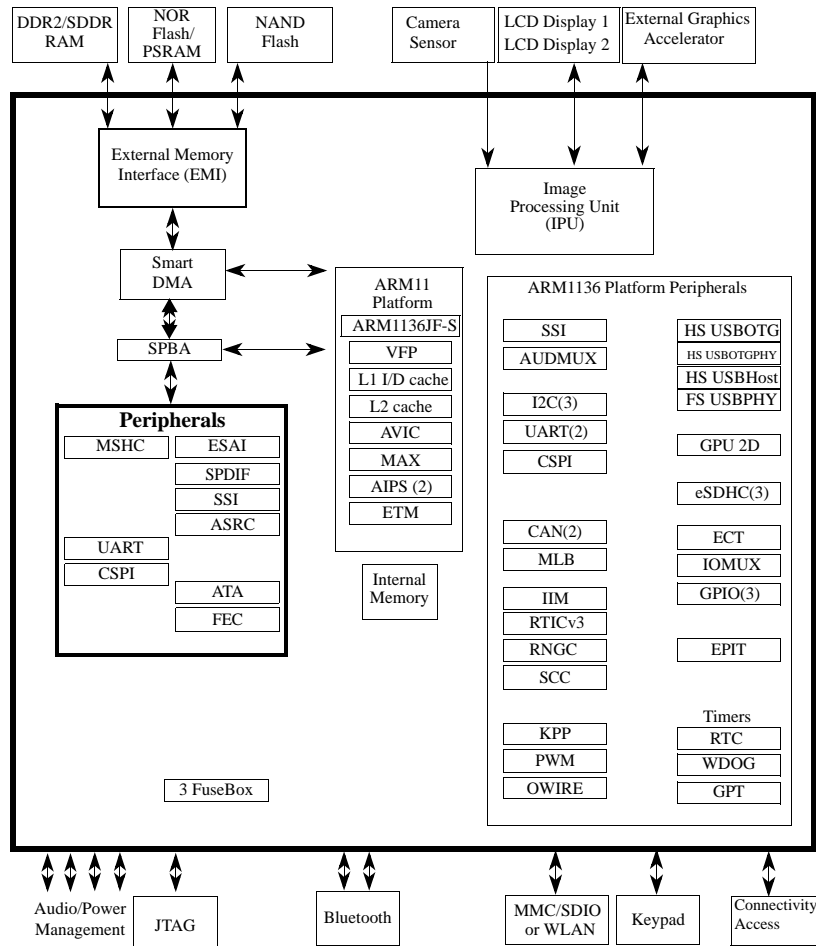 DDR2/SDDR
RAM
NOR
Flash/
PSRAM
NAND
Flash
Camera
Sensor
LCD Display 1
LCD Display 2
External Graphics
Accelerator
External Memory
Interface (EMI)
Image
Processing Unit
(IPU)
Smart
DMA
SPBA
ARM11
Platform
ARM1136JF-S
VFP
L1 I/D cache
L2 cache
AVIC
MAX
AIPS (2)
ETM
Internal
Memory
Peripherals
MSHC
ESAI
SPDIF
SSI
ASRC
UART
CSPI
ATA
FEC
3 FuseBox
ARM1136 Platform Peripherals
SSI
AUDMUX
I2C(3)
UART(2)
CSPI
CAN(2)
MLB
IIM
RTICv3
RNGC
SCC
KPP
PWM
OWIRE
HS USBOTG
HS USBOTGPHY
HS USBHost
FS USBPHY
GPU 2D
eSDHC(3)
ECT
IOMUX
GPIO(3)
EPIT
Timers
RTC
WDOG
GPT
Audio/Power
Management
JTAG
Bluetooth
MMC/SDIO
or WLAN
Keypad
Connectivity
Access